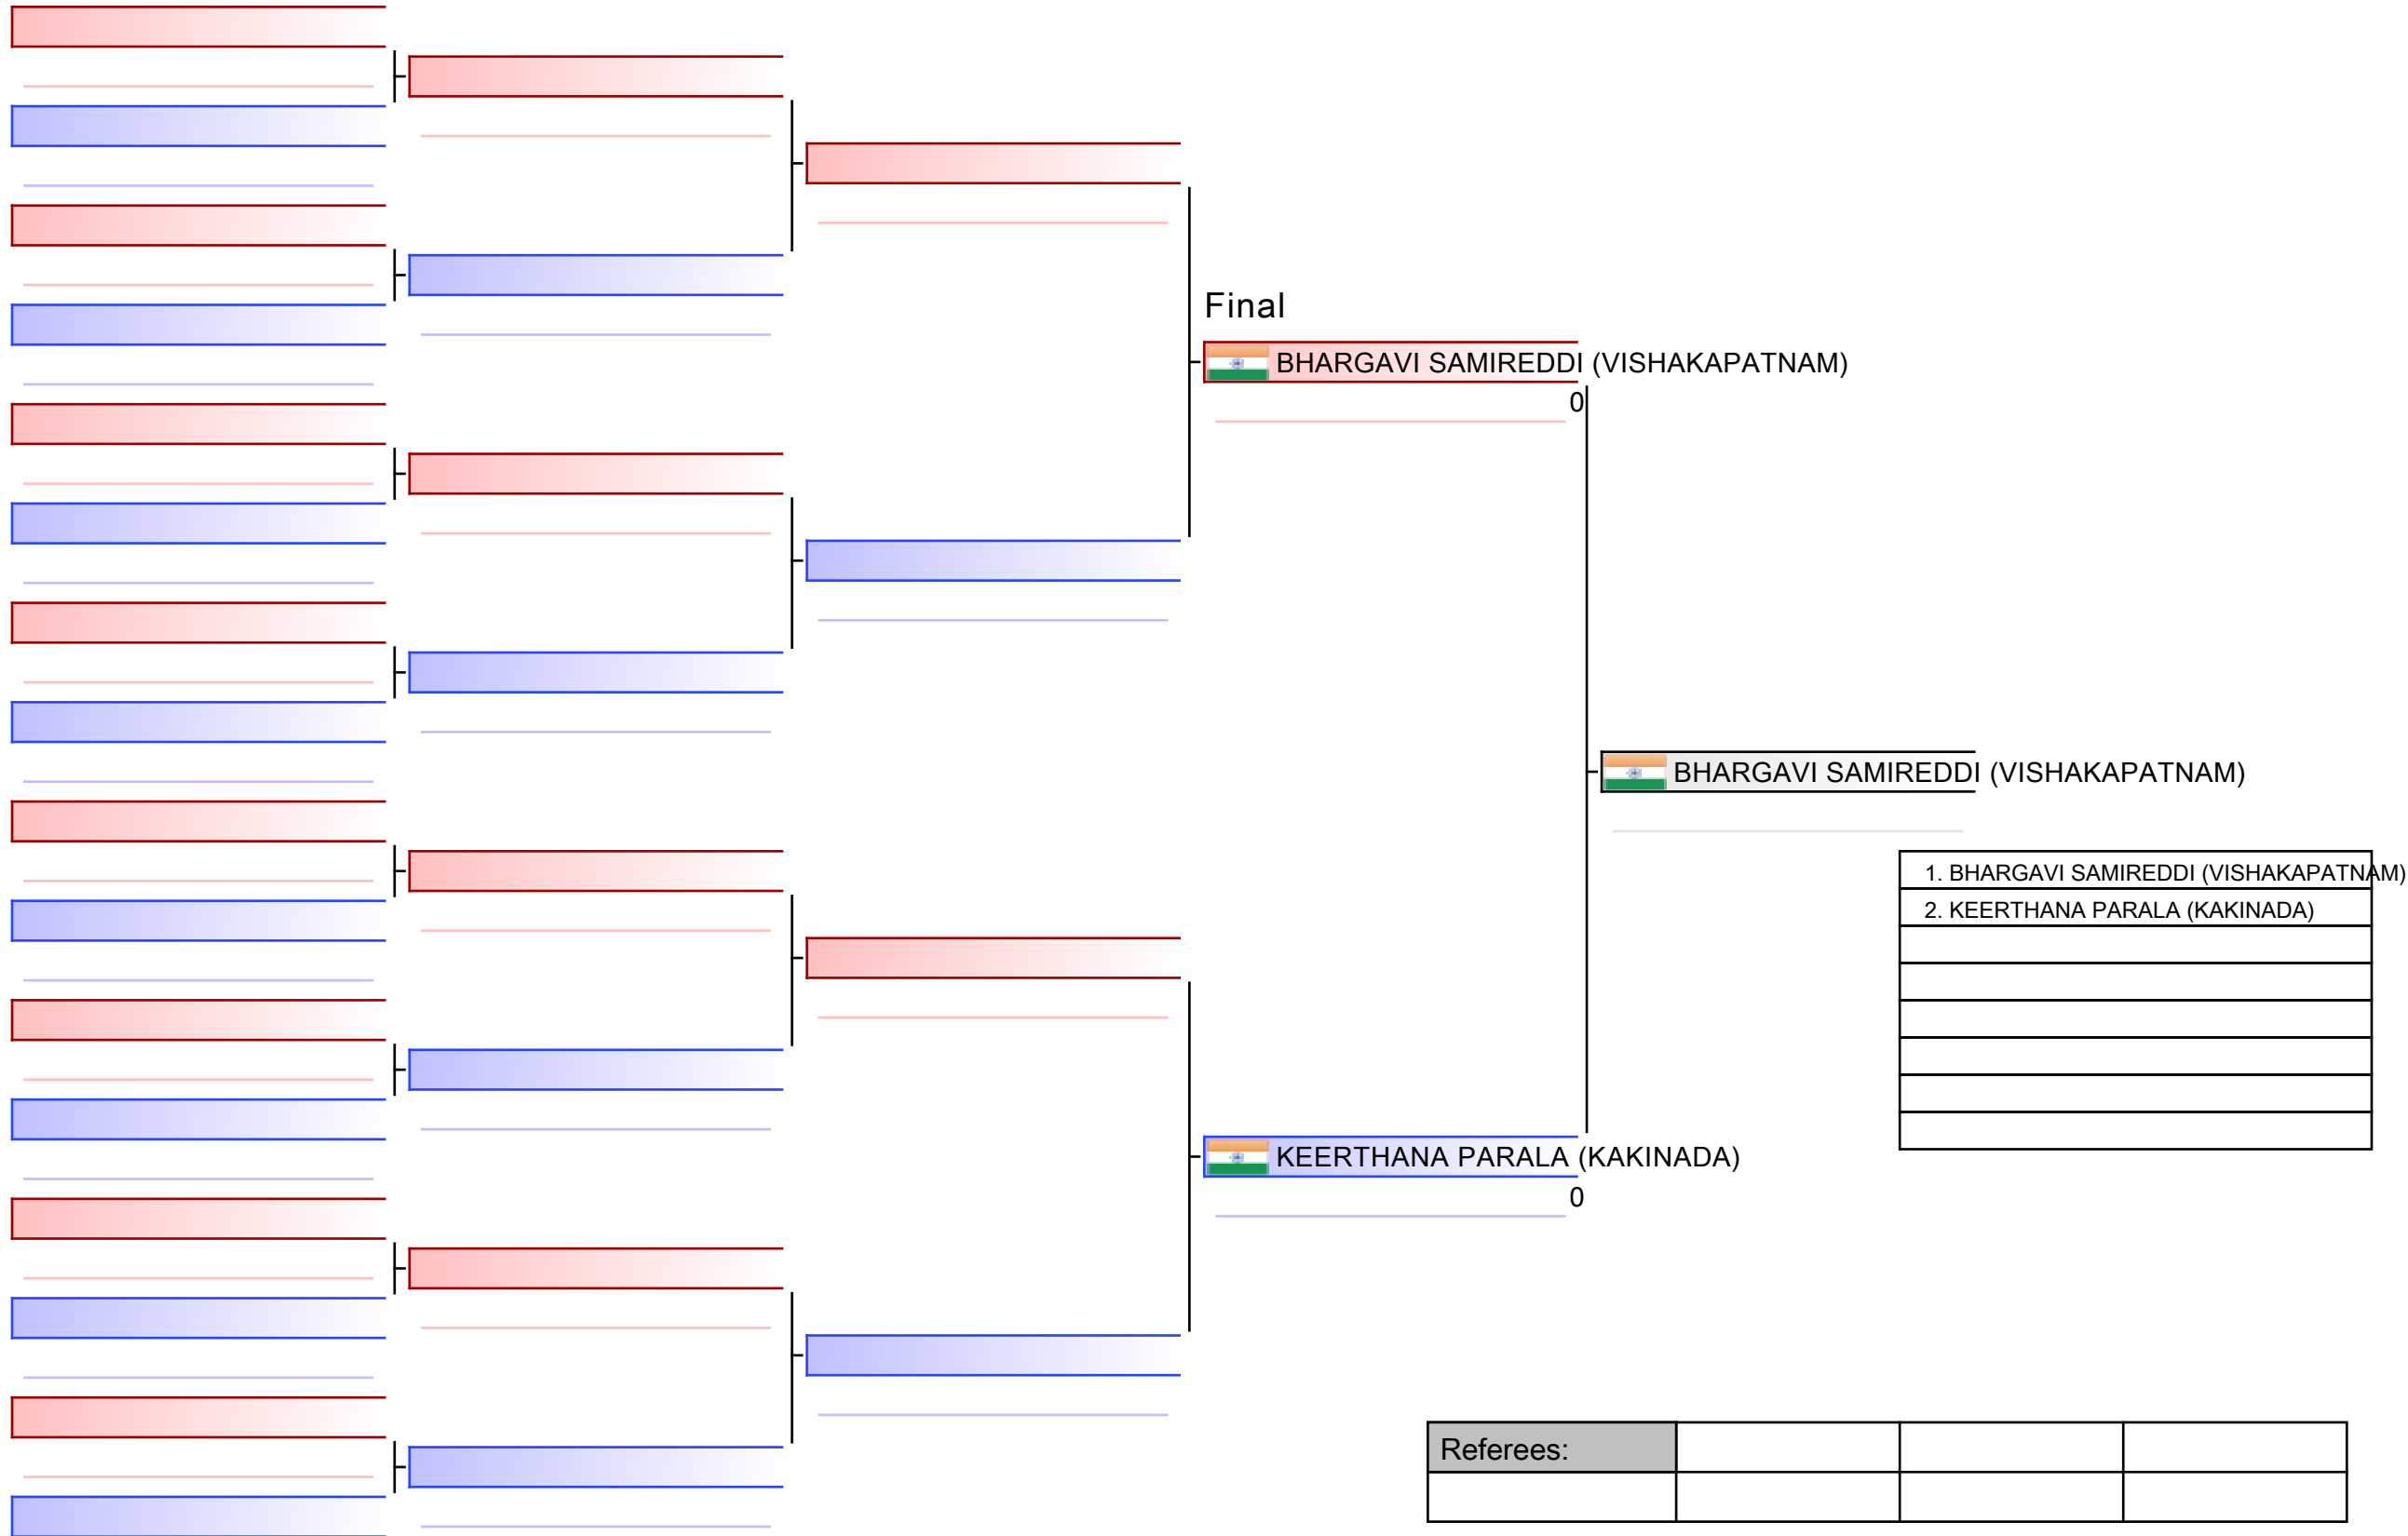 Final
BHARGAVI SAMIREDDI (VISHAKAPATNAM)
0
BHARGAVI SAMIREDDI (VISHAKAPATNAM)
1. BHARGAVI SAMIREDDI (VISHAKAPATNAM)
2. KEERTHANA PARALA (KAKINADA)
KEERTHANA PARALA (KAKINADA)
0
Referees: